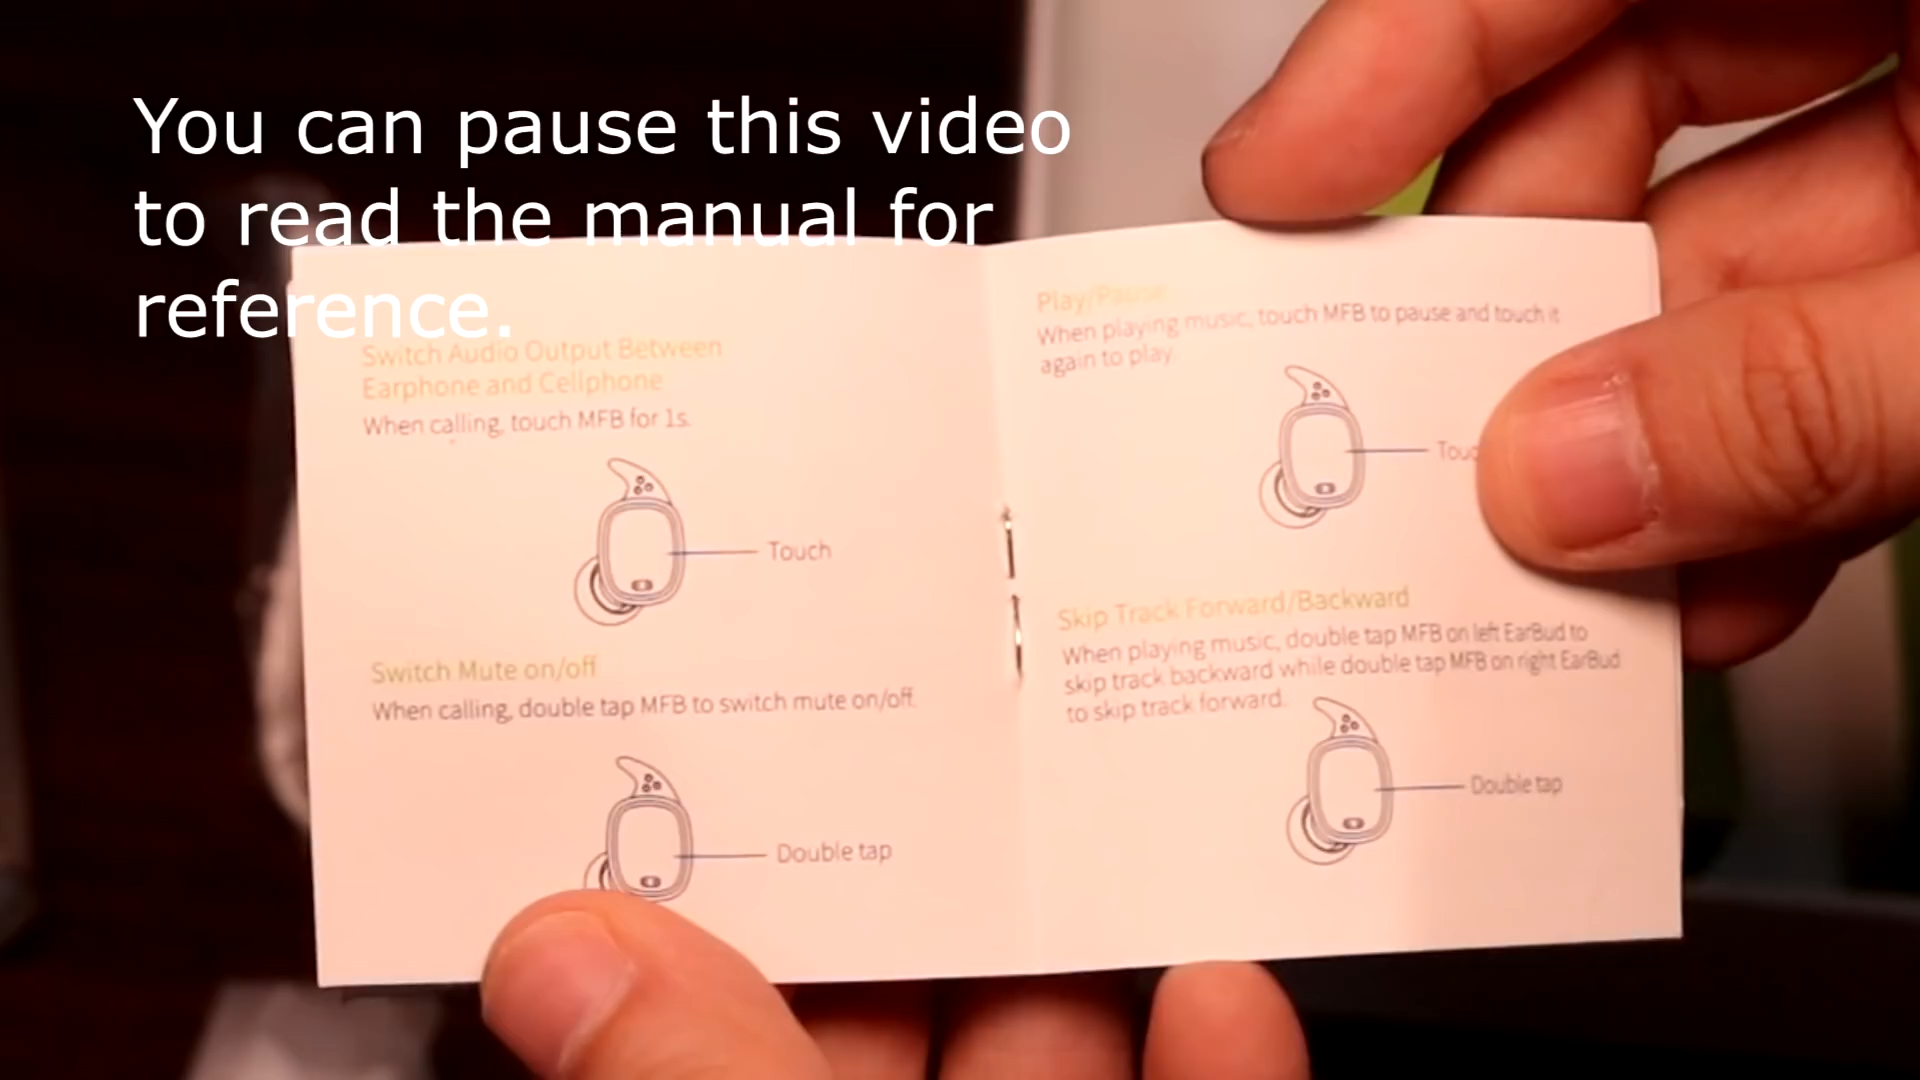 You can pause this video
to read the manual for
reference.
Switch Audio Output Between
Earphone and Cellphone
When calling, touch MFB for 1s.
Touch
Switch Mute on/off
When calling, double tap MFB to switch mute on/off.
Double tap
Play/Pause
When playing music, touch MFB to pause and touch it
again to play
Skip Track Forward/Backward
When playing music, double tap MFB on left EarBud to
skip track backward while double tap MFB on right EarBud
to skip track forward.
Double tap